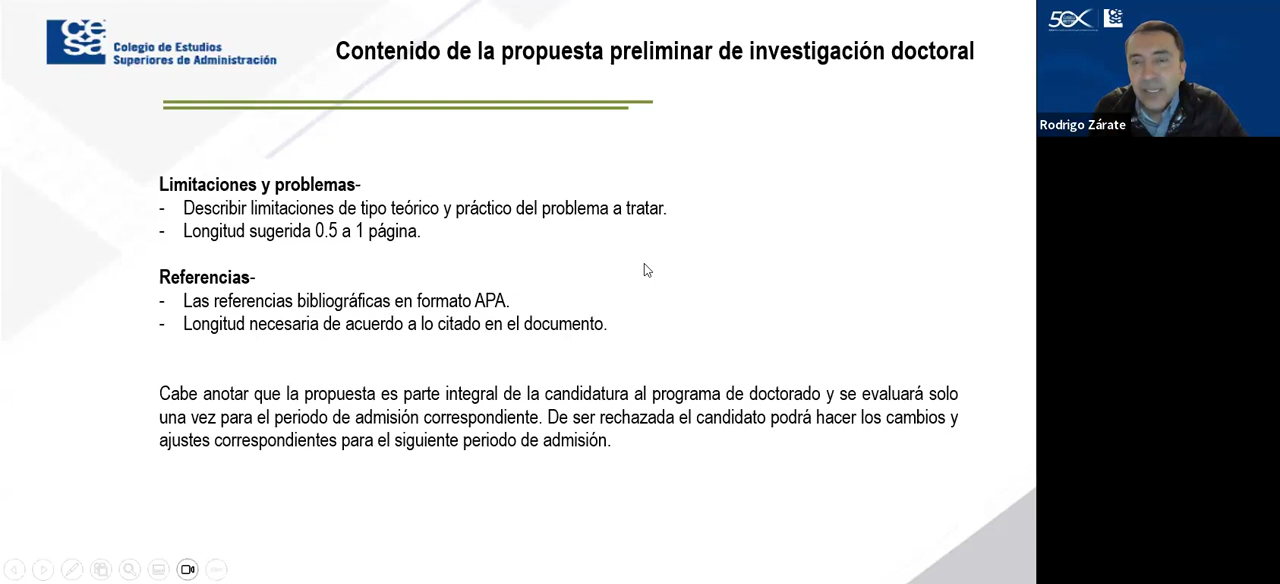 cesa
Colegio de Estudios
Superiores de Administración
Contenido de la propuesta preliminar de investigación doctoral
Rodrigo Zárate
Limitaciones y problemas-
- Describir limitaciones de tipo teórico y práctico del problema a tratar.
- Longitud sugerida 0.5 a 1 página.
Referencias-
- Las referencias bibliográficas en formato APA.
- Longitud necesaria de acuerdo a lo citado en el documento.
Cabe anotar que la propuesta es parte integral de la candidatura al programa de doctorado y se evaluará solo
una vez para el periodo de admisión correspondiente. De ser rechazada el candidato podrá hacer los cambios y
ajustes correspondientes para el siguiente periodo de admisión.